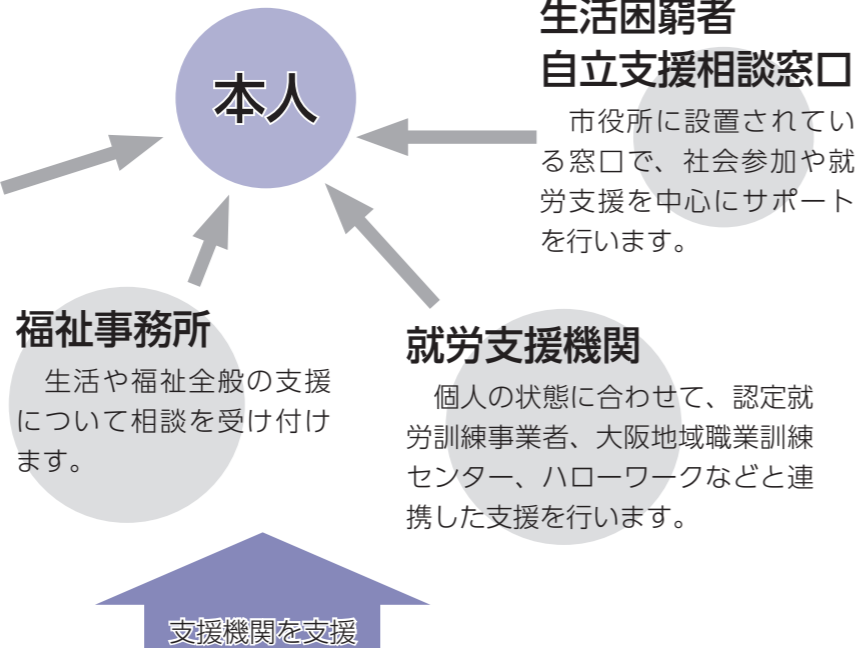 本人
生活困窮者
自立支援相談窓口
市役所に設置されてい
る窓口で、社会参加や就
労支援を中心にサポート
を行います。
福祉事務所
生活や福祉全般の支援
について相談を受け付け
ます。
就労支援機関
個人の状態に合わせて、認定就
労訓練事業者、大阪地域職業訓練
センター、ハローワークなどと連
携した支援を行います。
支援機関を支援